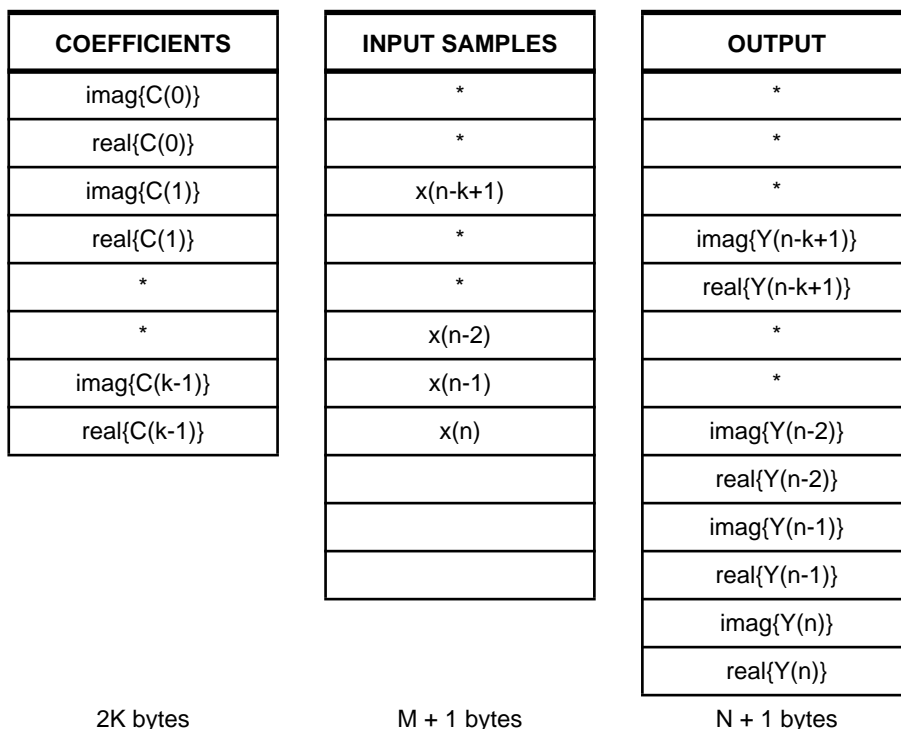 COEFFICIENTS INPUT SAMPLES OUTPUT
imag{C(0)} * *
real{C(0)} * *
imag{C(1)} x(n-k+1) *
real{C(1)} * imag{Y(n-k+1)}
* * real{Y(n-k+1)}
* x(n-2) *
imag{C(k-1)} x(n-1) *
real{C(k-1)} x(n) imag{Y(n-2)}
real{Y(n-2)}
imag{Y(n-1)}
real{Y(n-1)}
imag{Y(n)}
real{Y(n)}
2K bytes M + 1 bytes N + 1 bytes